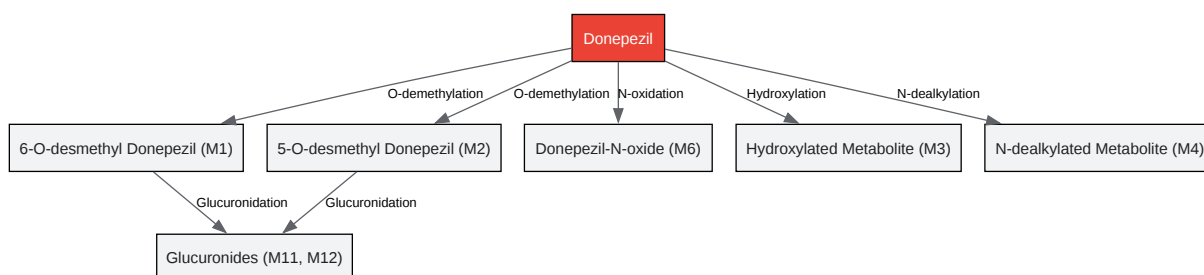 Donepezil
O-demethylation
O-demethylation
N-oxidation
Hydroxylation
N-dealkylation
6-O-desmethyl Donepezil (M1)
5-O-desmethyl Donepezil (M2)
Donepezil-N-oxide (M6)
Hydroxylated Metabolite (M3)
N-dealkylated Metabolite (M4)
Glucuronidation
Glucuronidation
Glucuronides (M11, M12)